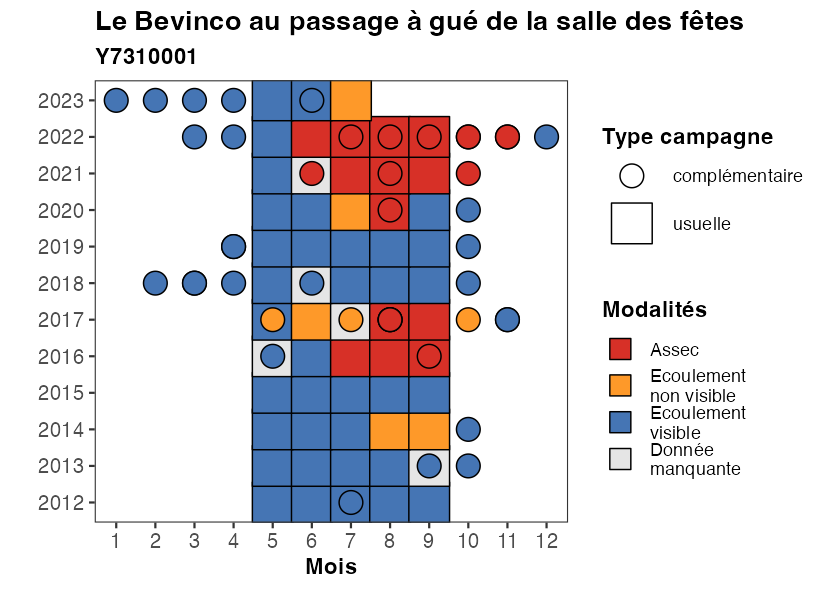 Le Bevinco au passage à gué de la salle des fêtes
Y7310001
2023
2022
2021
2020
2019
2018
2017
2016
2015
2014
2013
2012
1 2 3 4 5 6 7 8 9 10 11 12
Mois
Type campagne
complémentaire
usuelle
Modalités
Assec
Ecoulement
non visible
Ecoulement
visible
Donnée
manquante